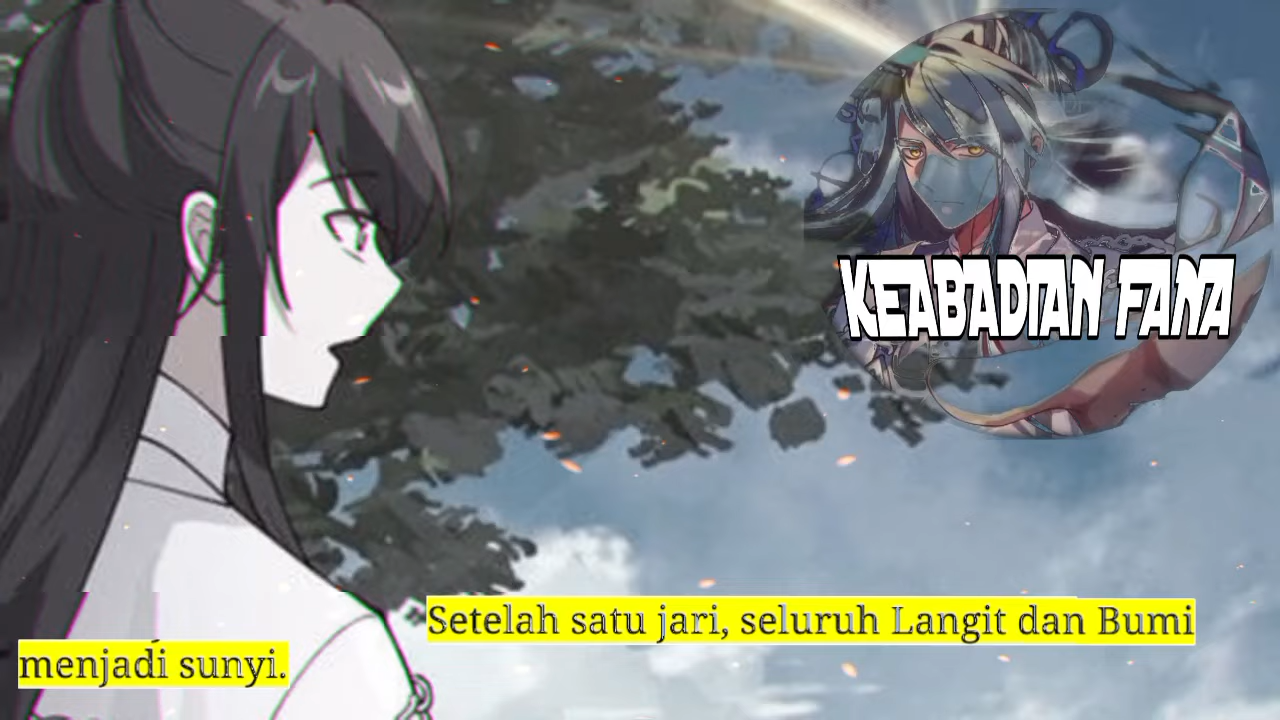 KEABADIAN FANA
Setelah satu jari, seluruh Langit dan Bumi
menjadi sunyi.